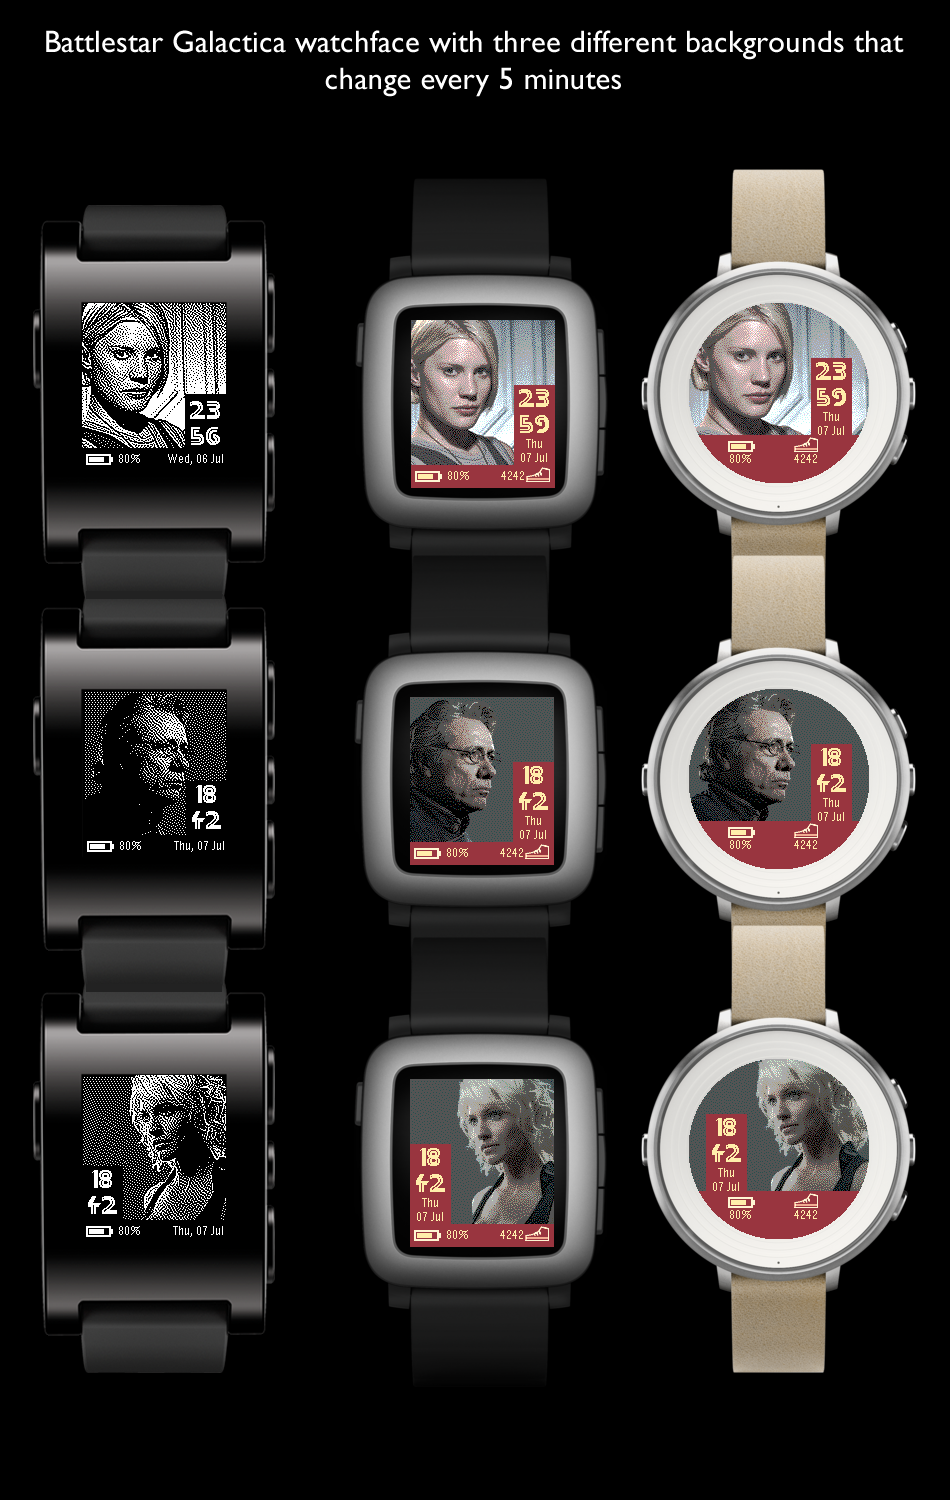 Battlestar Galactica watchface with three different backgrounds that
change every 5 minutes
23
56
80% Wed, 06 Jul
23
59
Thu
07 Jul
80% 4242
23
59
Thu
07 Jul
80% 4242
18
42
80% Thu, 07 Jul
18
42
Thu
07 Jul
80% 4242
18
42
Thu
07 Jul
80% 4242
18
42
80% Thu, 07 Jul
18
42
Thu
07 Jul
80% 4242
18
42
Thu
07 Jul
80% 4242